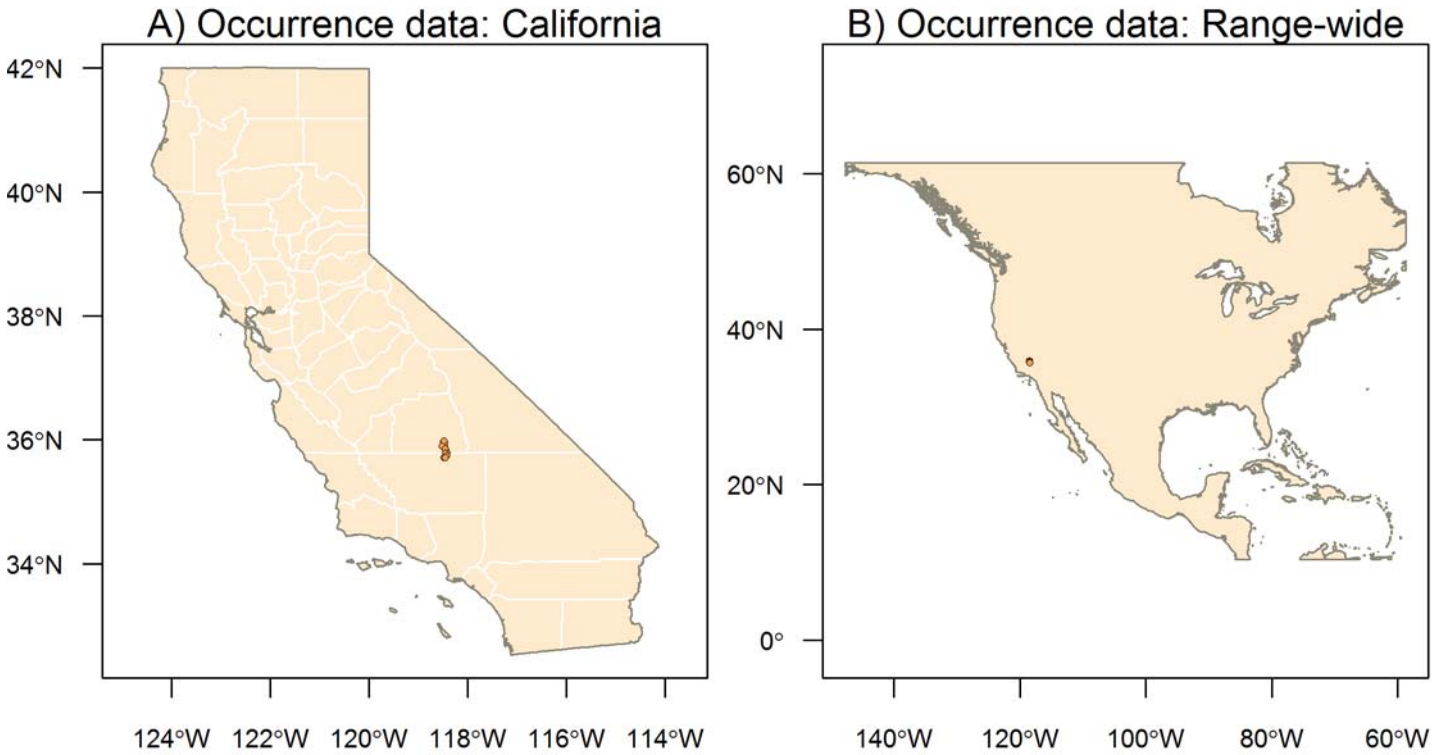 A) Occurrence data: California
42°N
40°N
38°N
36°N
34°N
124°W 122°W 120°W 118°W 116°W 114°W
B) Occurrence data: Range-wide
60°N
40°N
20°N
0°
140°W 120°W 100°W 80°W 60°W